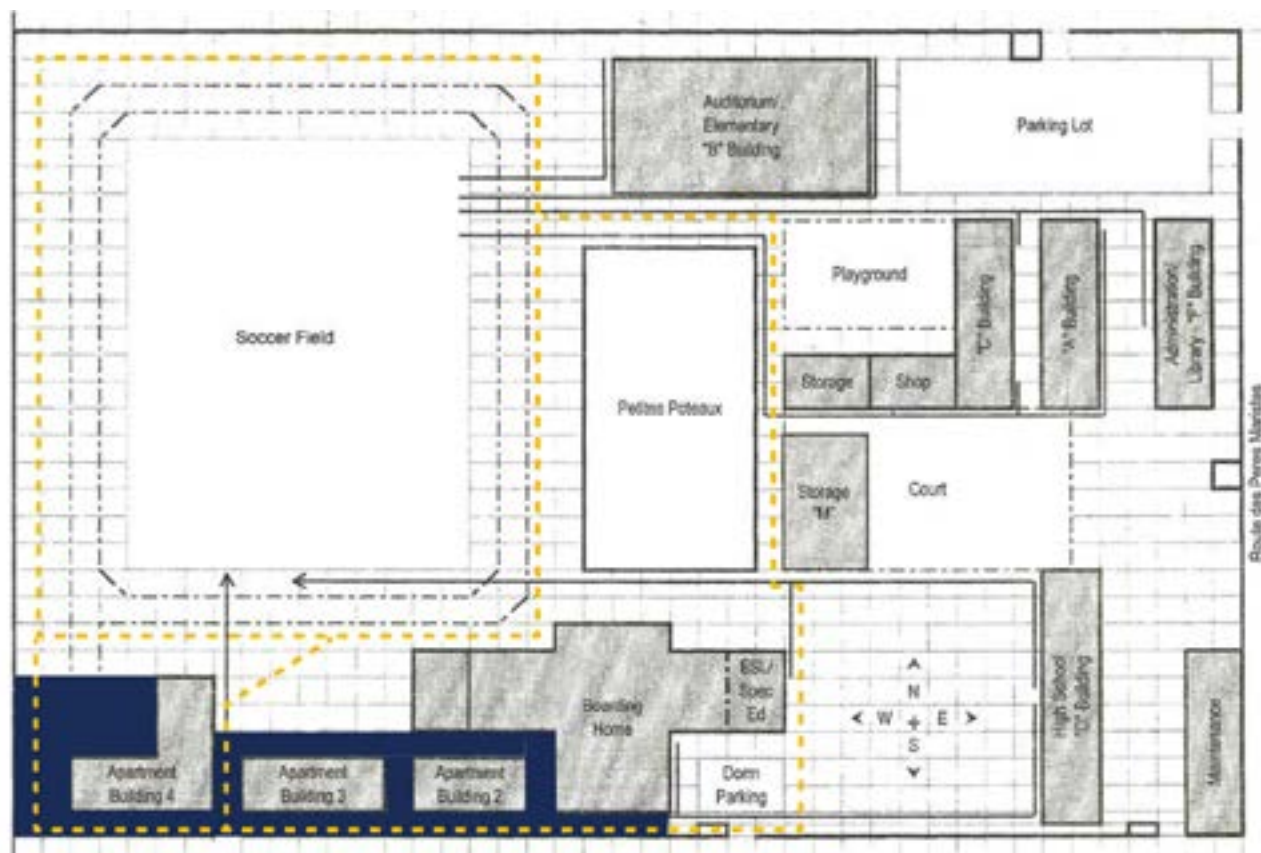 Auditorium/
Elementary
"B" Building
Parking Lot
Playground
"C" Building
"A" Building
Administration/
Library - "F" Building
Soccer Field
Storage
Shop
Petites Poteaux
Storage
"M"
Court
Route des Peres Maristes
Boarding
Home
ESL/
Spec
Ed
N
W
E
S
High School
"D" Building
Maintenance
Apartment
Building 4
Apartment
Building 3
Apartment
Building 2
Dorm
Parking